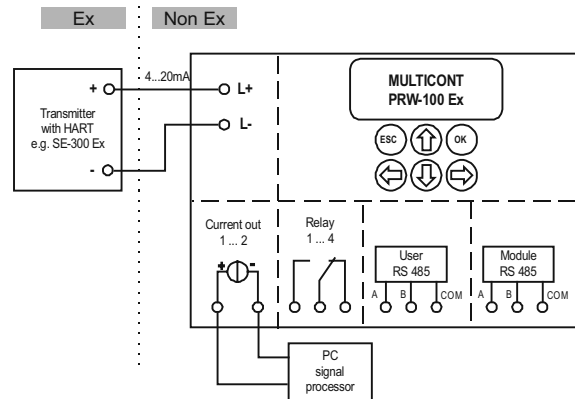 Ex
Non Ex
4...20mA
+
L+
Transmitter
with HART
e.g. SE-300 Ex
-
L-
MULTICONT
PRW-100 Ex
ESC
OK
Current out
1 ... 2
+
-
Relay
1 ... 4
User
RS 485
A
B
COM
Module
RS 485
A
B
COM
PC
signal
processor